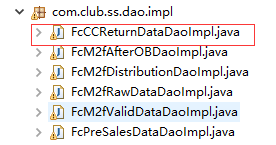 com.club.ss.dao.impl
FcCCReturnDataDaoImpl.java
FcM2fAfterOBDaoImpl.java
FcM2fDistributionDaoImpl.java
FcM2fRawDataDaoImpl.java
FcM2fValidDataDaoImpl.java
FcPreSalesDataDaoImpl.java